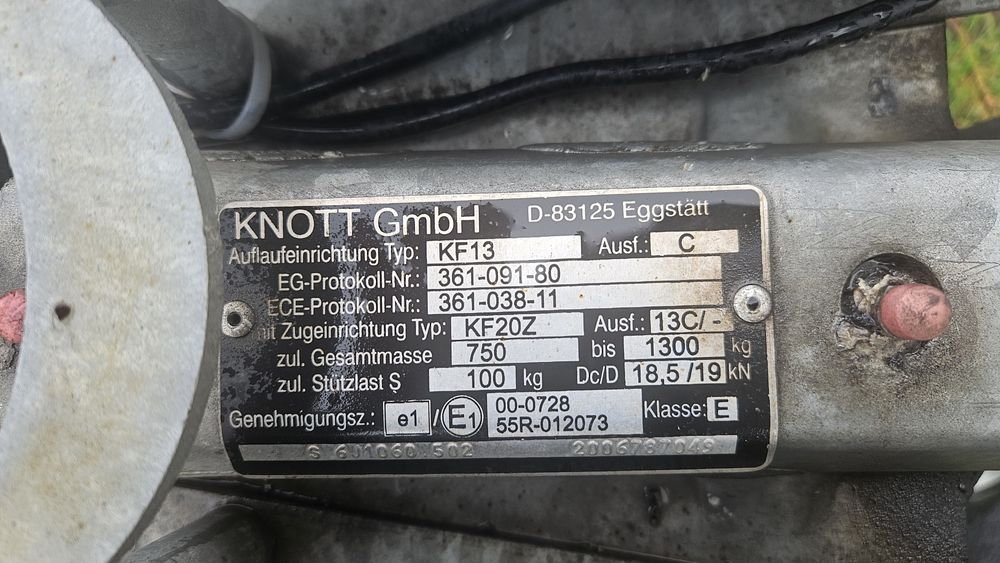 KNOTT GmbH D-83125 Eggstätt
Auflaufeinrichtung Typ: KF13 Ausf.: C
EG-Protokoll-Nr.: 361-091-80
ECE-Protokoll-Nr.: 361-038-11
mit Zugeinrichtung Typ: KF20Z Ausf.: 13C/-
zul. Gesamtmasse 750 bis 1300 kg
zul. Stützlast S 100 kg Dc/D 18,5/19 kN
Genehmigungsz.: e1 / E1 00-0728
55R-012073 Klasse: E